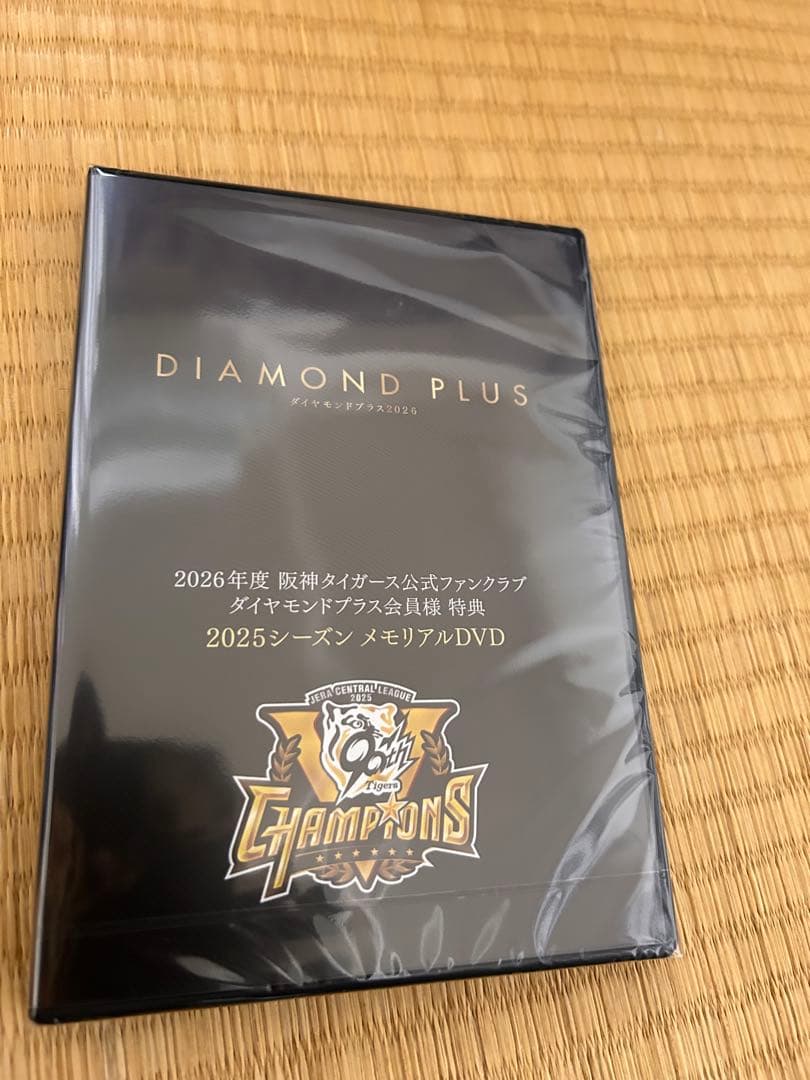 DIAMOND PLUS
ダイヤモンドプラス2026
2026年度 阪神タイガース公式ファンクラブ
ダイヤモンドプラス会員様 特典
2025シーズン メモリアルDVD
JERA CENTRAL LEAGUE
2025
90th
Tigers
CHAMPIONS